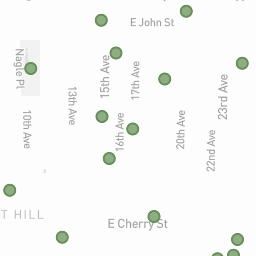 E John St
Nagle Pl
15th Ave
17th Ave
13th Ave
23rd Ave
10th Ave
16th Ave
20th Ave
22nd Ave
T HILL
E Cherry St